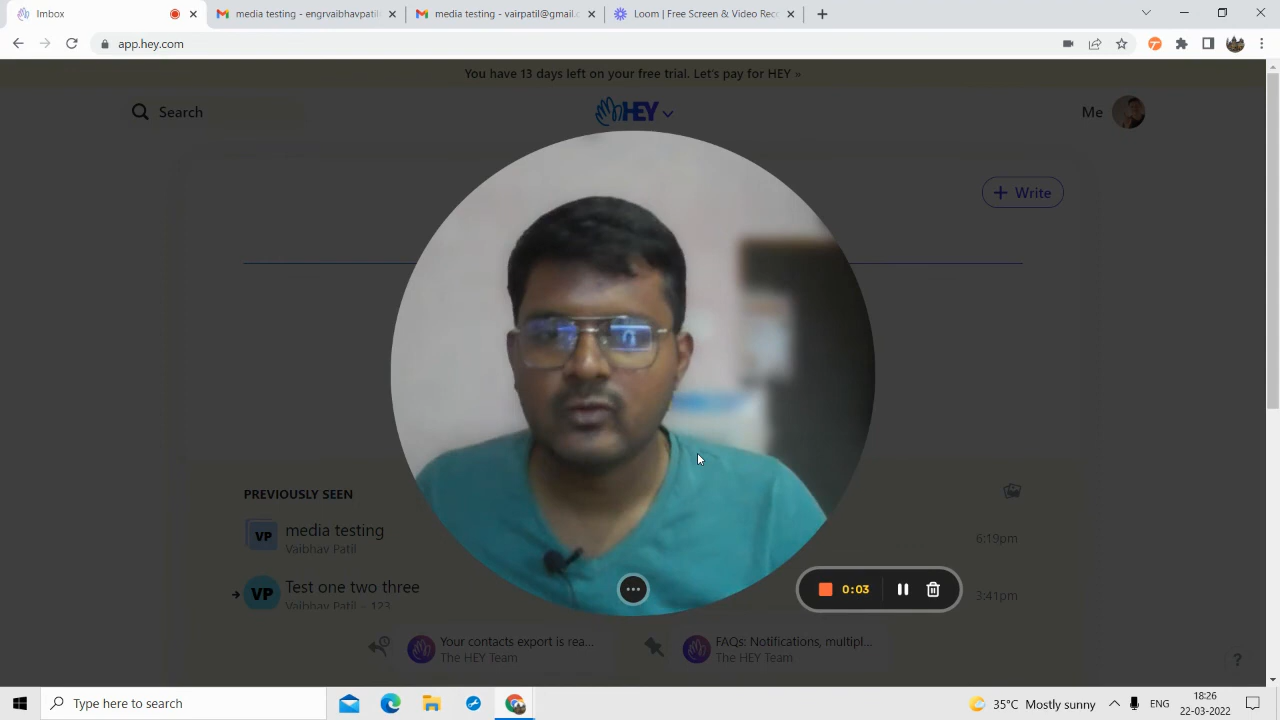 Imbox
media testing - engrvaibhavpatil
media testing - vairpatil@gmail.c
Loom | Free Screen & Video Rec
app.hey.com
You have 13 days left on your free trial. Let's pay for HEY »
Search
HEY
Me
+ Write
PREVIOUSLY SEEN
VP
media testing
Vaibhav Patil
6:19pm
VP
Test one two three
Vaibhav Patil - 123
3:41pm
0:03
Your contacts export is rea...
The HEY Team
FAQs: Notifications, multipl...
The HEY Team
?
Type here to search
35°C Mostly sunny
ENG
18:26
22-03-2022